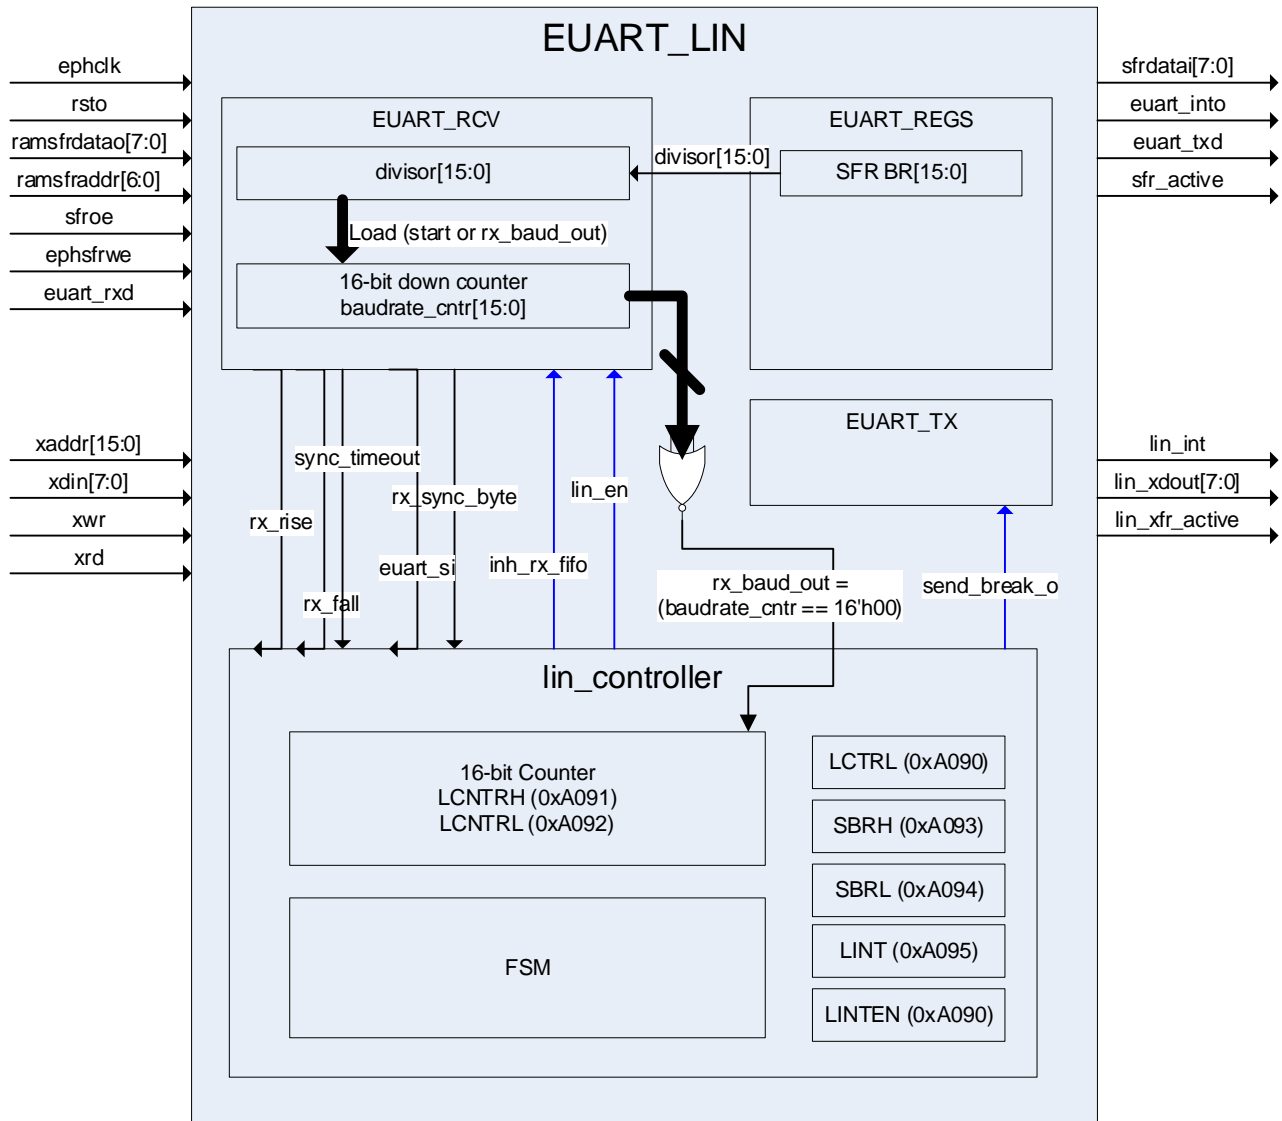 EUART_LIN
ephclk
rsto
ramsfrdatao[7:0]
ramsfraddr[6:0]
sfroe
ephsfrwe
euart_rxd
xaddr[15:0]
xdin[7:0]
xwr
xrd
EUART_RCV
divisor[15:0]
Load (start or rx_baud_out)
16-bit down counter
baudrate_cntr[15:0]
divisor[15:0]
EUART_REGS
SFR BR[15:0]
EUART_TX
sfrdatai[7:0]
euart_into
euart_txd
sfr_active
lin_int
lin_xdout[7:0]
lin_xfr_active
sync_timeout
rx_sync_byte
lin_en
rx_rise
euart_si
inh_rx_fifo
rx_fall
rx_baud_out =
(baudrate_cntr == 16'h00)
send_break_o
lin_controller
16-bit Counter
LCNTRH (0xA091)
LCNTRL (0xA092)
FSM
LCTRL (0xA090)
SBRH (0xA093)
SBRL (0xA094)
LINT (0xA095)
LINTEN (0xA090)